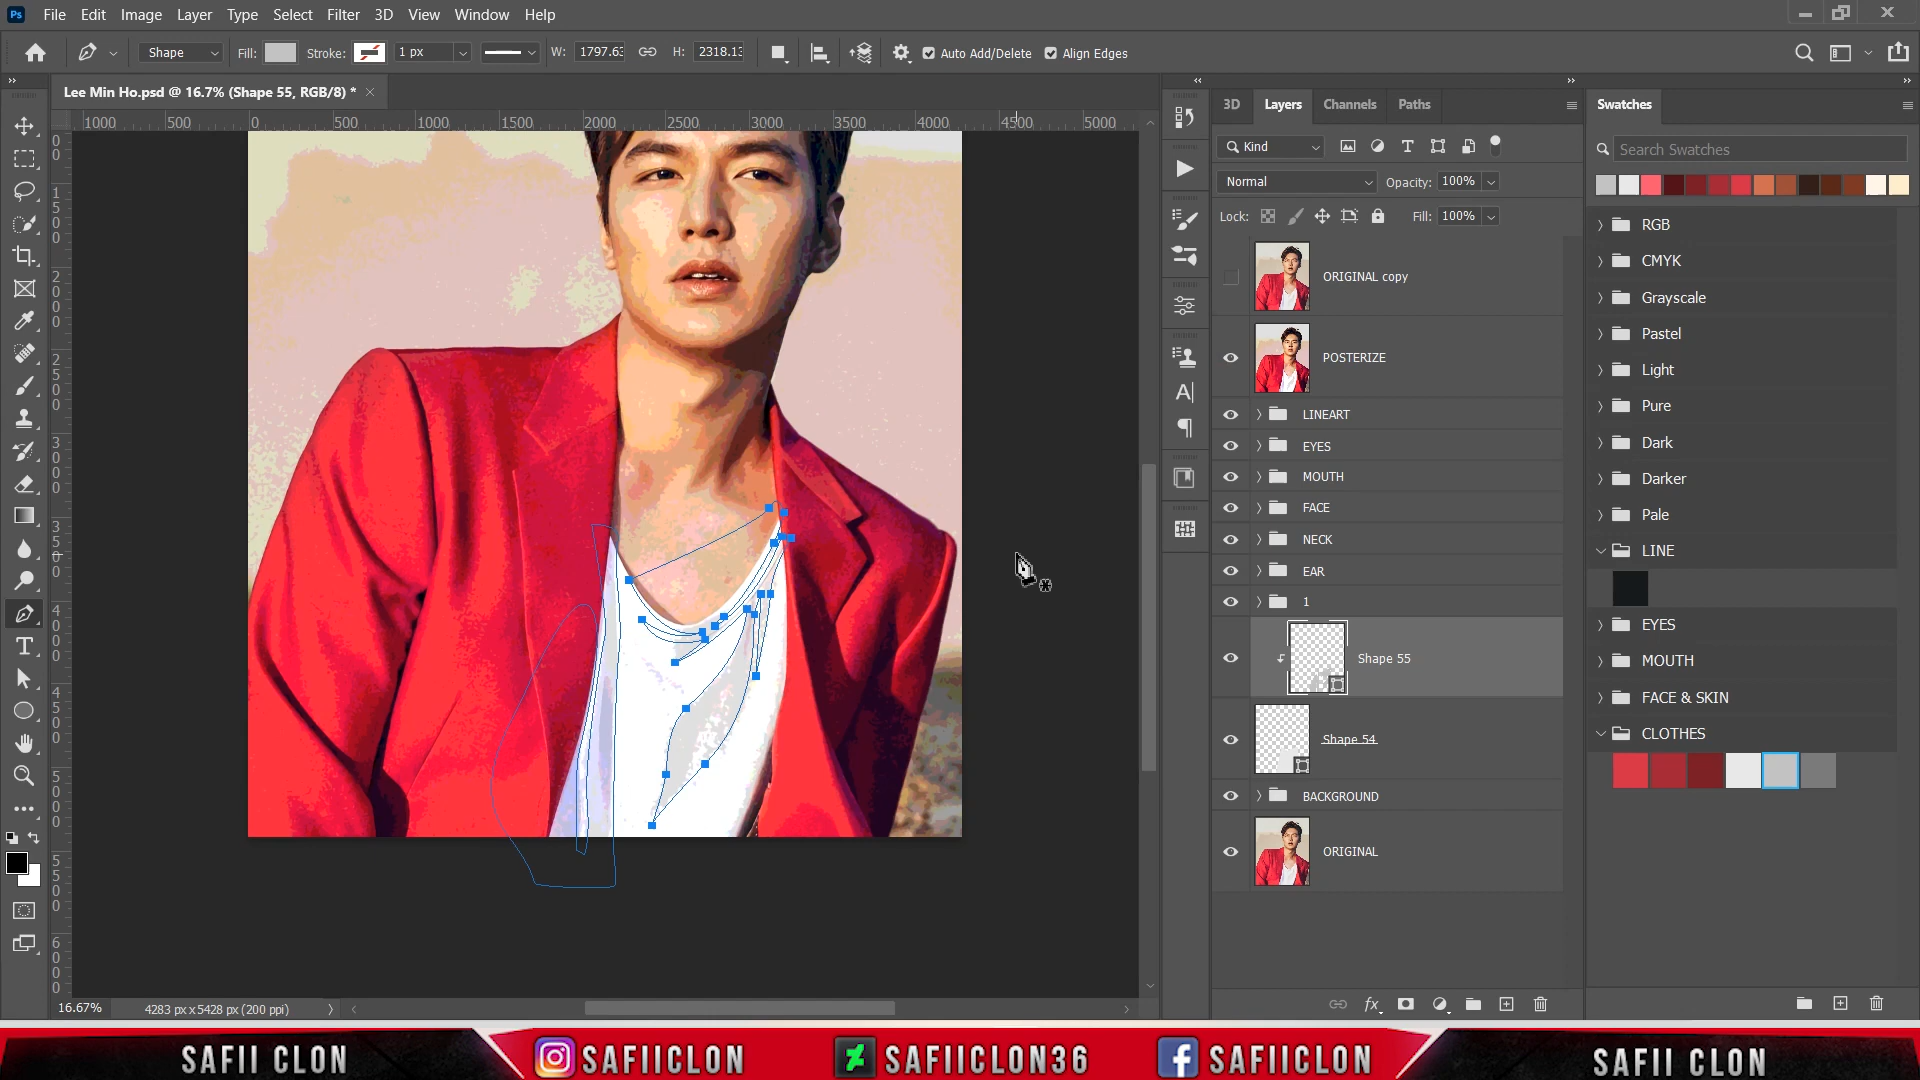 Ps File Edit Image Layer Type Select Filter 3D View Window Help
Shape Fill: Stroke: 1 px W: 1797.63 H: 2318.13 Auto Add/Delete Align Edges
Lee Min Ho.psd @ 16.7% (Shape 55, RGB/8) *
1000 500 0 500 1000 1500 2000 2500 3000 3500 4000 4500 5000
3D Layers Channels Paths
Kind
Normal Opacity: 100%
Lock: Fill: 100%
ORIGINAL copy
POSTERIZE
LINEART
EYES
MOUTH
FACE
NECK
EAR
1
Shape 55
Shape 54
BACKGROUND
ORIGINAL
Swatches
Search Swatches
RGB
CMYK
Grayscale
Pastel
Light
Pure
Dark
Darker
Pale
LINE
EYES
MOUTH
FACE & SKIN
CLOTHES
16.67% 4283 px x 5428 px (200 ppi)
SAFII CLON SAFIICLON SAFIICLON36 SAFIICLON SAFII CLON